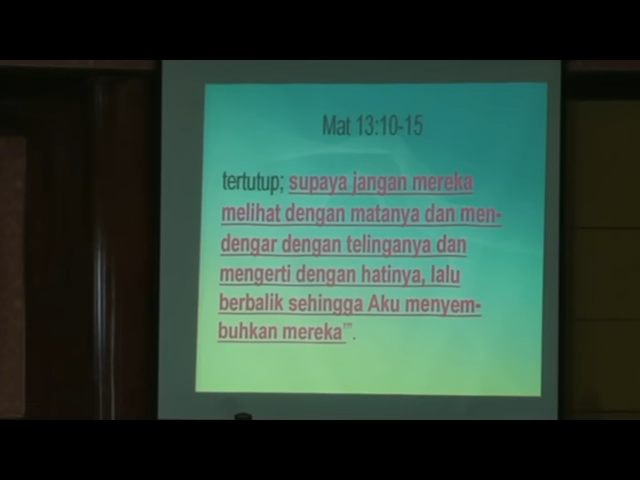 Mat 13:10-15
tertutup; supaya jangan mereka
melihat dengan matanya dan men-
dengar dengan telinganya dan
mengerti dengan hatinya, lalu
berbalik sehingga Aku menyem-
buhkan mereka'".